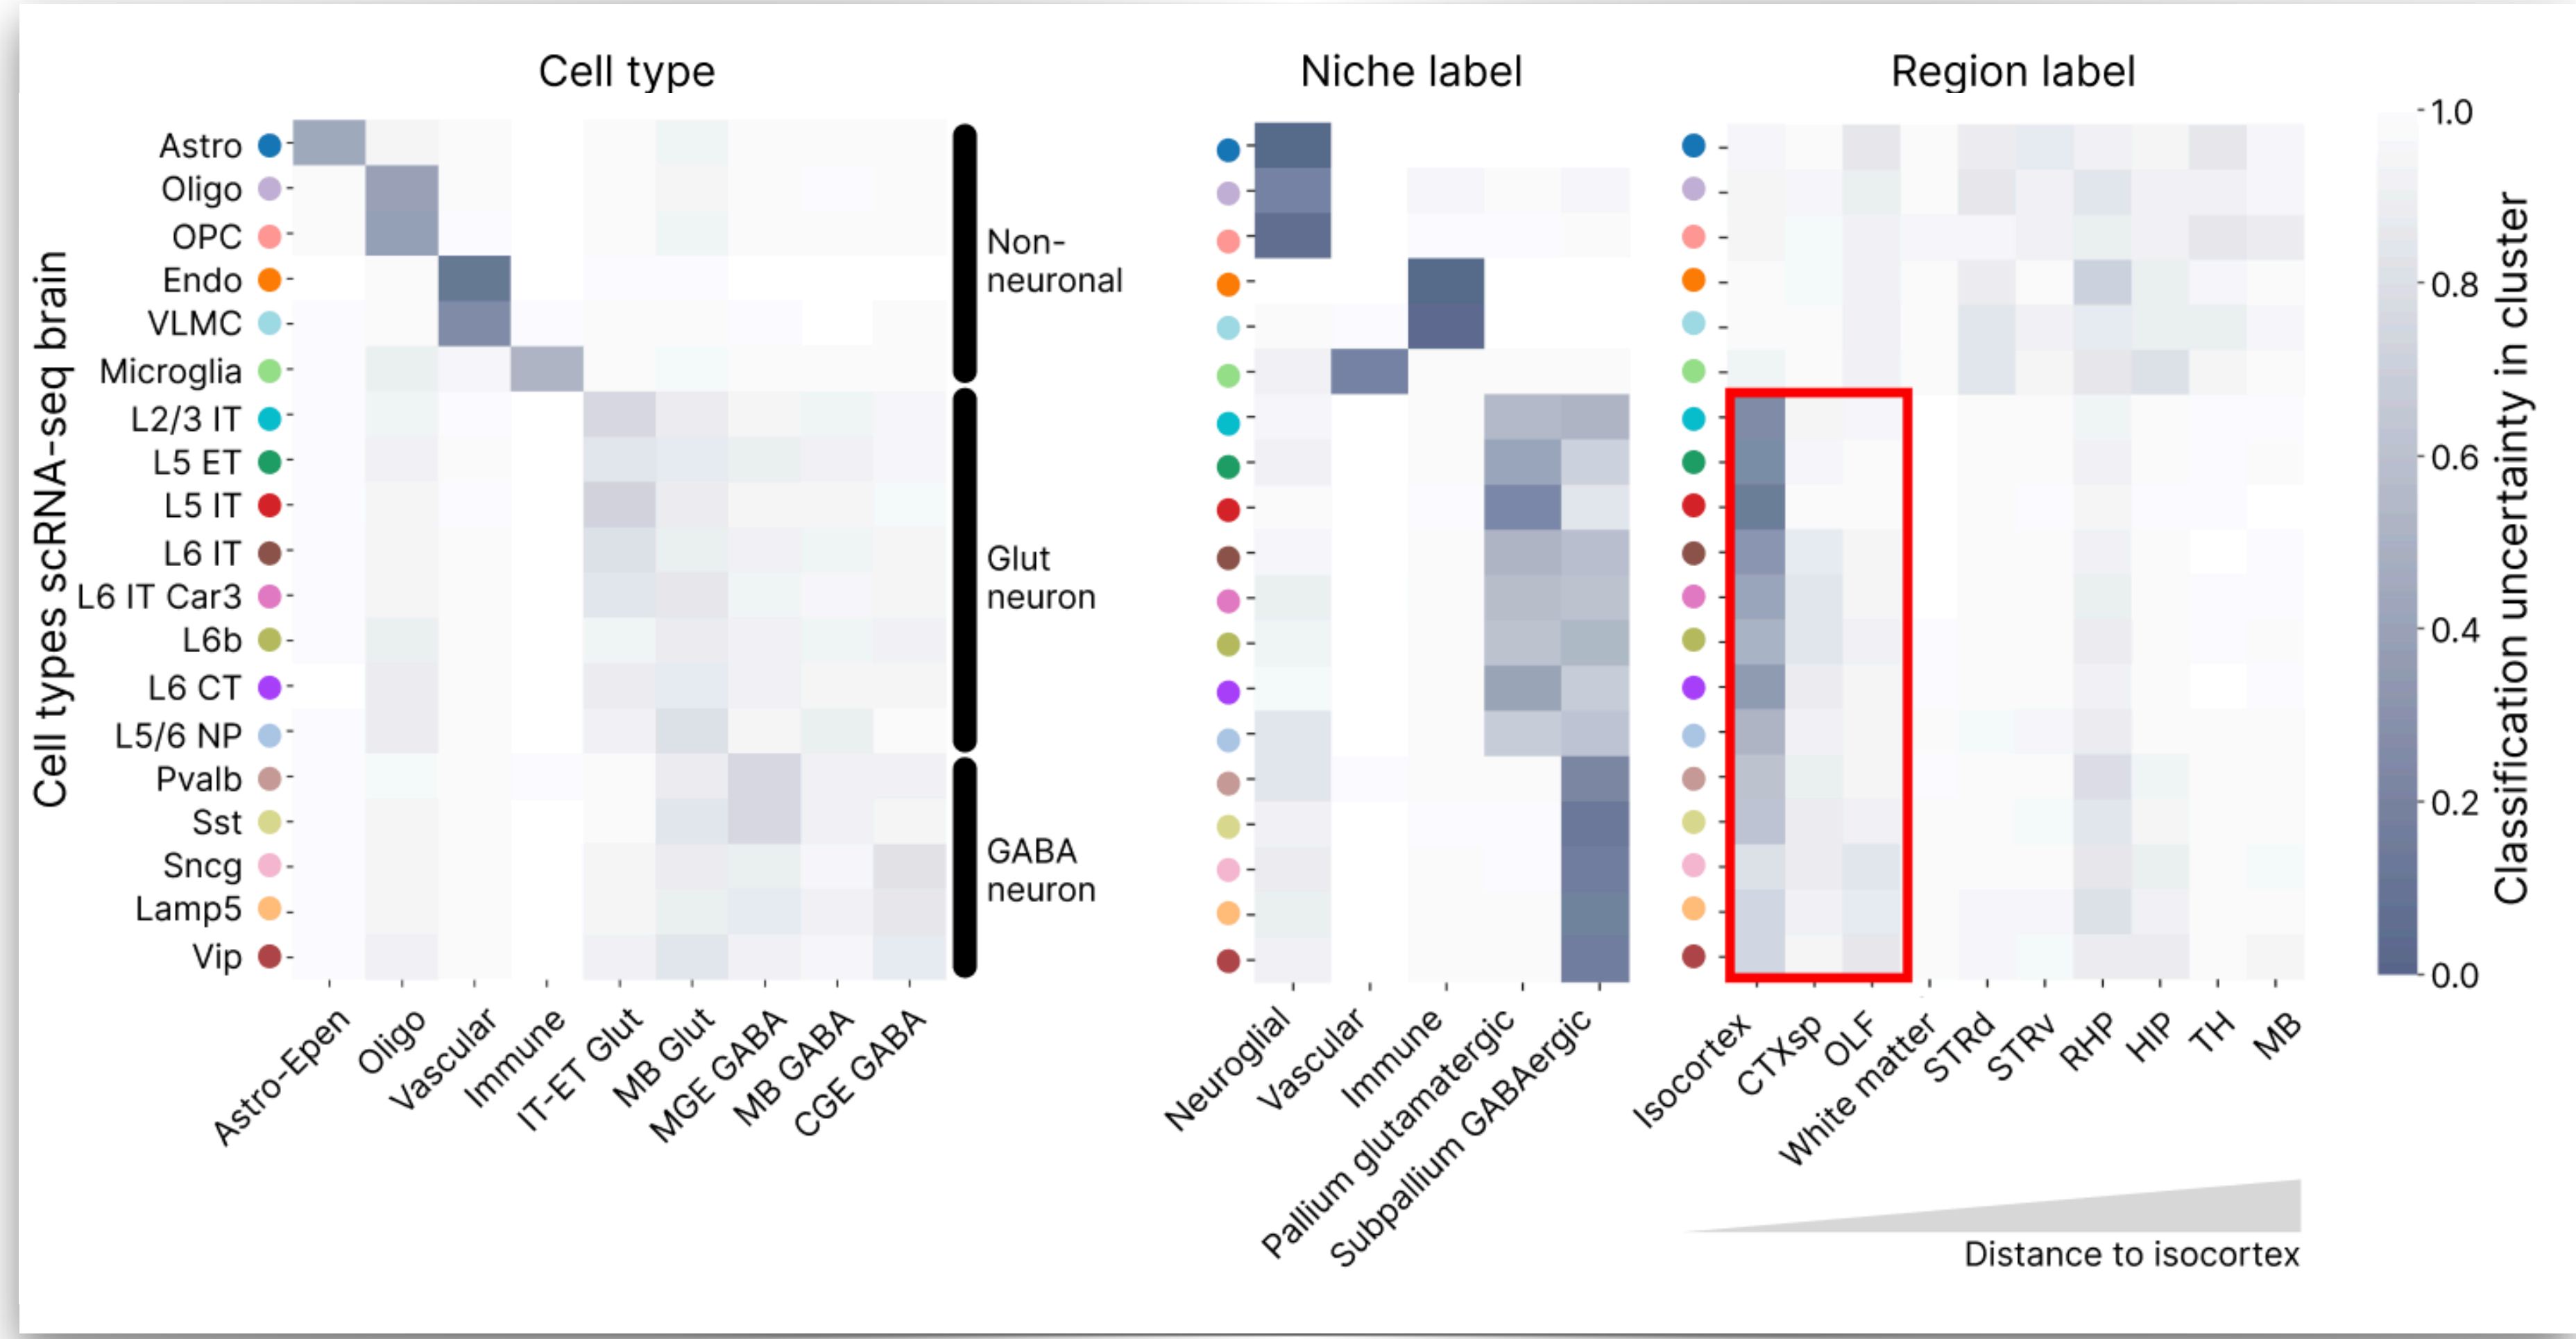 Cell type
Niche label
Region label
Cell types scRNA-seq brain
Astro
Oligo
OPC
Endo
VLMC
Microglia
L2/3 IT
L5 ET
L5 IT
L6 IT
L6 IT Car3
L6b
L6 CT
L5/6 NP
Pvalb
Sst
Sncg
Lamp5
Vip
Non-
neuronal
Glut
neuron
GABA
neuron
Astro-Epen
Oligo
Vascular
Immune
IT-ET Glut
MB Glut
MGE GABA
MB GABA
CGE GABA
Neuroglial
Vascular
Immune
Pallium glutamatergic
Subpallium GABAergic
Isocortex
CTXsp
OLF
White matter
STRd
STRv
RHP
HIP
TH
MB
Distance to isocortex
1.0
0.8
0.6
0.4
0.2
0.0
Classification uncertainty in cluster